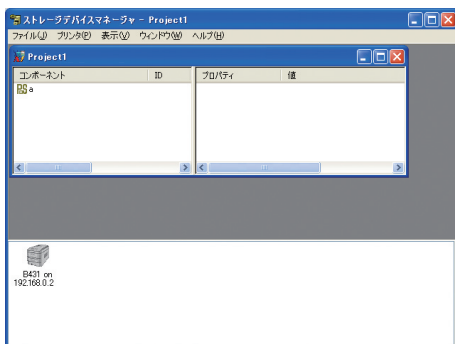 ストレージデバイスマネージャ - Project1
ファイル(J) プリンタ(P) 表示(V) ウィンドウ(W) ヘルプ(H)
Project1
コンポーネント ID プロパティ 値
PS a
B431 on
192.168.0.2